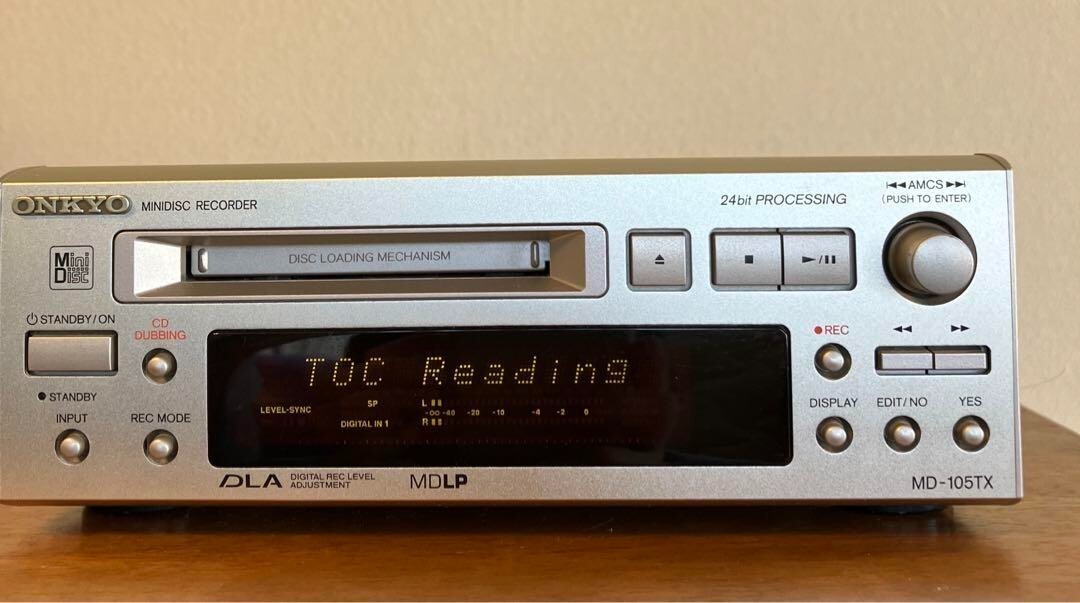 ONKYO MINIDISC RECORDER
24bit PROCESSING
AMCS
(PUSH TO ENTER)
Mini
Disc
DISC LOADING MECHANISM
STANDBY/ON
CD
DUBBING
STANDBY
INPUT
REC MODE
TOC Reading
LEVEL-SYNC
SP
DIGITAL IN 1
L
-∞ -40 -20 -10 -4 -2 0
R
REC
DISPLAY
EDIT/NO
YES
DLA DIGITAL REC LEVEL
ADJUSTMENT
MDLP
MD-105TX